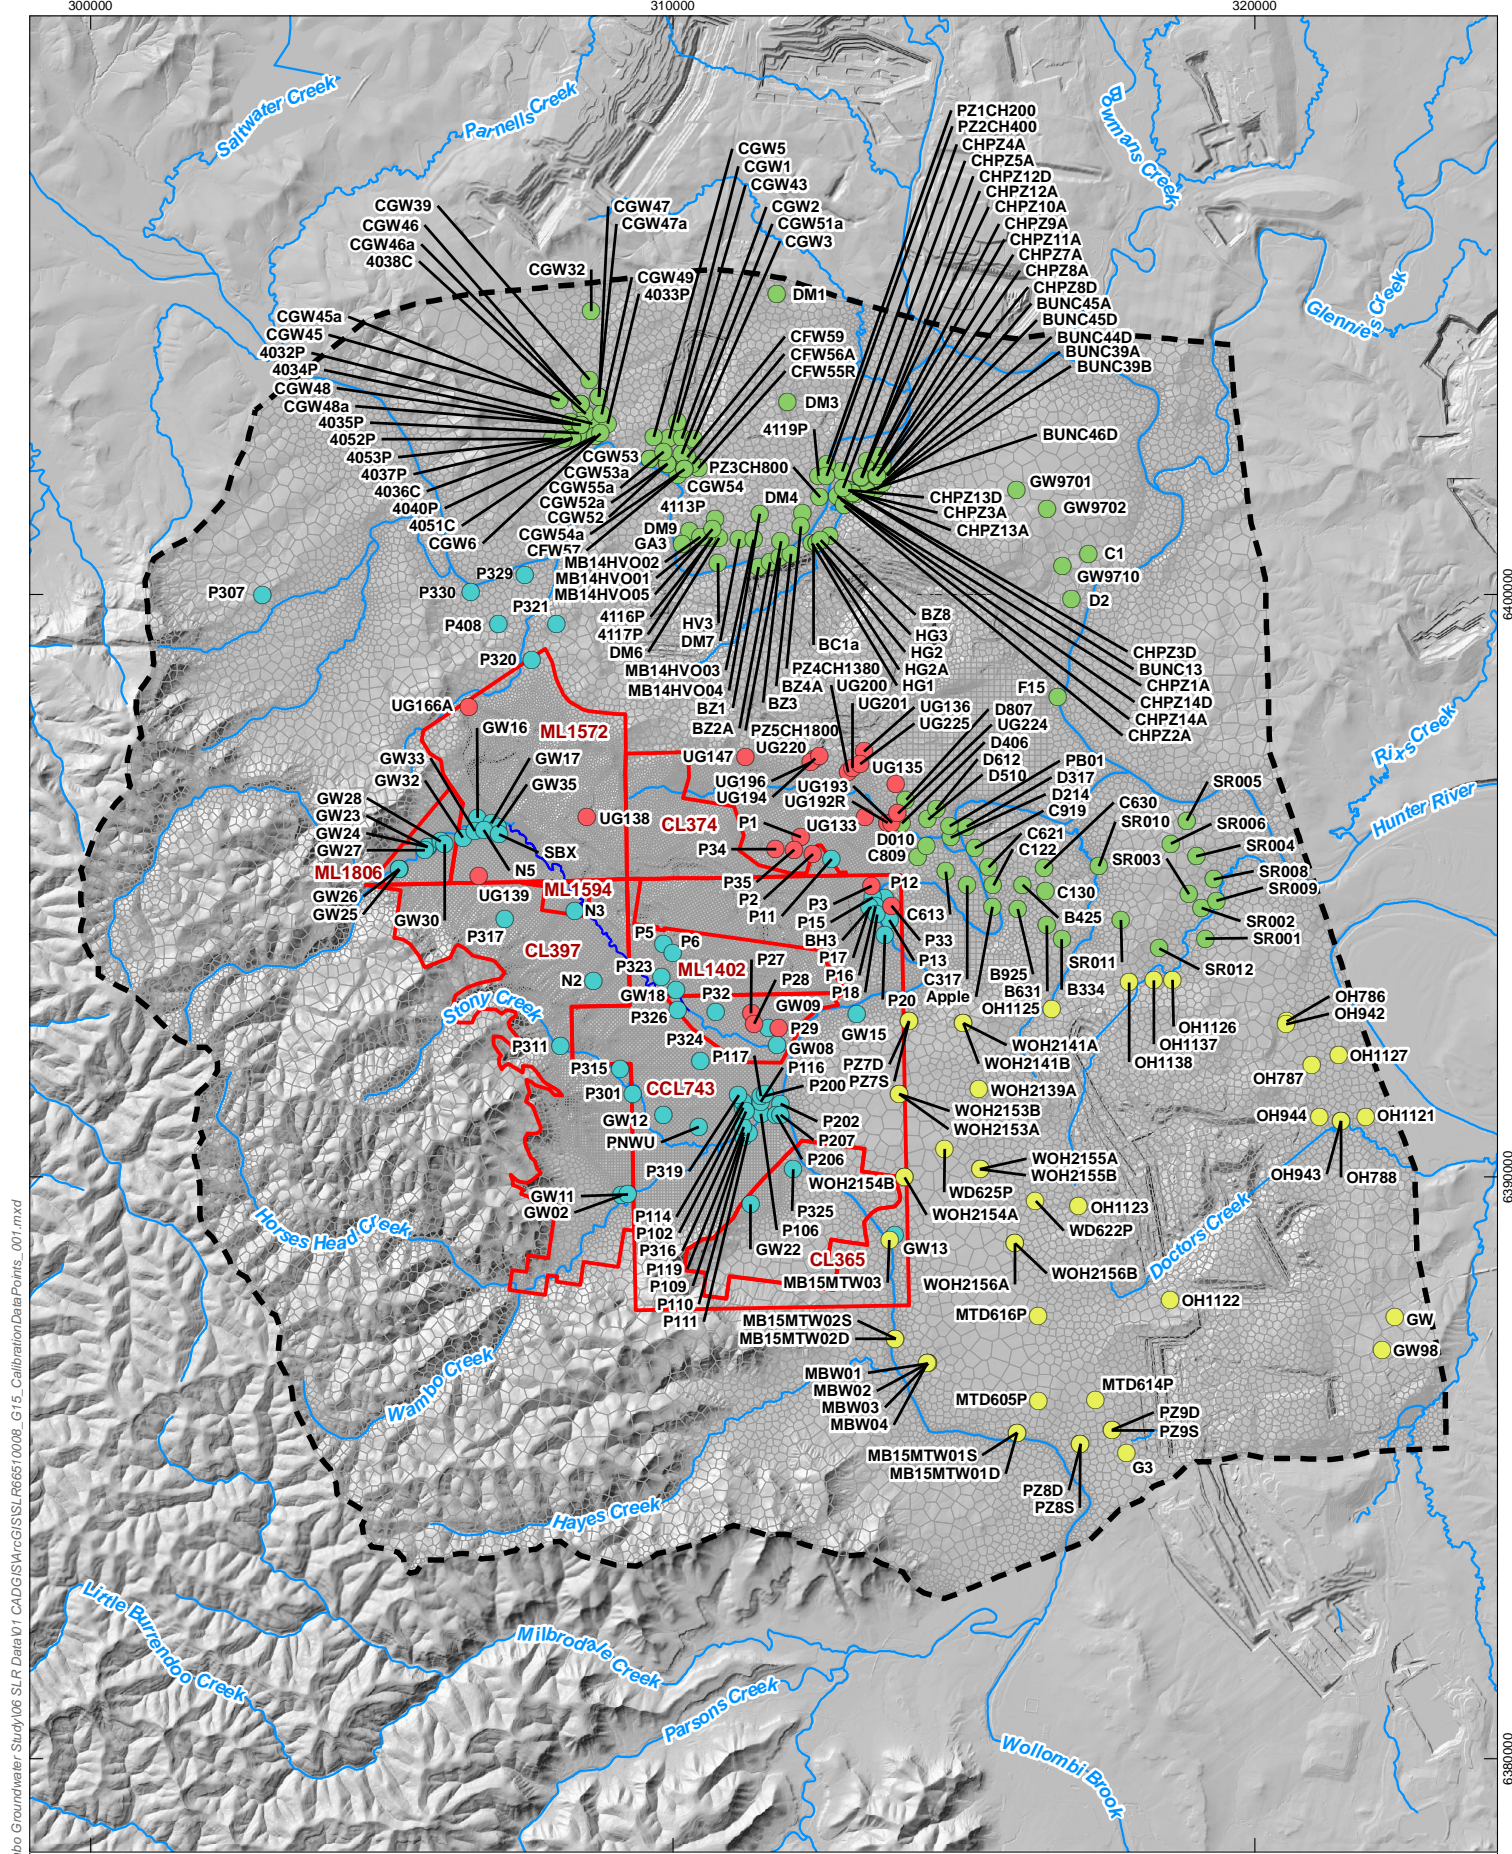 300000
310000
320000
Saltwater Creek
Parnells Creek
Bowmans Creek
PZ1CH200
PZ2CH400
CHPZ4A
CHPZ5A
CHPZ12D
CHPZ12A
CHPZ10A
CHPZ9A
CHPZ11A
CHPZ7A
CHPZ8A
CHPZ8D
BUNC45A
BUNC45D
BUNC44D
BUNC39A
BUNC39B
CGW5
CGW1
CGW43
CGW2
CGW51a
CGW3
CGW39
CGW46
CGW46a
4038C
CGW47
CGW47a
CGW32
CGW49
4033P
DM1
Glennies Creek
CGW45a
CGW45
4032P
4034P
CGW48
CGW48a
4035P
4052P
4053P
4037P
4036C
4040P
4051C
CGW6
CFW59
CFW56A
CFW55R
DM3
4119P
BUNC46D
CGW53
CGW53a
CGW55a
CGW52a
CGW52
CGW54a
CFW57
CGW54
PZ3CH800
DM4
4113P
DM9
GA3
MB14HVO02
MB14HVO01
MB14HVO05
4116P
4117P
DM6
MB14HVO03
MB14HVO04
BZ1
BZ2A
HV3
DM7
CHPZ13D
CHPZ3A
CHPZ13A
GW9701
GW9702
C1
GW9710
D2
P307
P329
P330
P321
P408
P320
BC1a
PZ4CH1380
BZ4A
BZ3
PZ5CH1800
BZ8
HG3
HG2
HG2A
HG1
CHPZ3D
BUNC13
CHPZ1A
CHPZ14D
CHPZ14A
CHPZ2A
6400000
F15
UG166A
GW16
ML1572
UG200
UG201
UG136
UG225
UG220
UG147
D807
UG224
D406
D612
D510
PB01
D317
D214
C919
Rixs Creek
Hunter River
GW33
GW32
GW17
GW35
GW28
GW23
GW24
GW27
UG138
UG196
UG194
UG193
UG192R
UG135
CL374
P1
UG133
P34
D010
C809
C621
C122
C630
SR010
SR005
SR006
SR004
SR003
SR008
SR009
SR002
SR001
SR012
SR011
ML1806
GW26
GW25
GW30
N5
SBX
UG139
ML1594
N3
P35
P2
P11
P12
P3
P15
BH3
P17
P16
P18
P20
C613
P33
P13
C317
Apple
C130
B425
B925
B631
B334
P317
CL397
P5
P6
ML1402
P27
P28
P323
N2
GW18
P326
P32
GW09
P29
P324
GW08
GW15
OH1125
OH1126
OH1137
OH1138
OH786
OH942
OH1127
OH787
Stony Creek
P311
P315
P301
CCL743
P117
P116
P200
PZ7D
PZ7S
WOH2141A
WOH2141B
WOH2139A
WOH2153B
WOH2153A
OH944
OH1121
OH943
OH788
GW12
PNWU
P319
P202
P207
P206
WOH2154B
WOH2155A
WOH2155B
WD625P
WOH2154A
OH1123
WD622P
6390000
Doctors Creek
GW11
GW02
P114
P102
P316
P119
P109
P110
P111
P325
P106
GW22
CL365
GW13
MB15MTW03
WOH2156A
WOH2156B
OH1122
Horses Head Creek
MB15MTW02S
MB15MTW02D
MTD616P
GW
GW98
MBW01
MBW02
MBW03
MBW04
MTD605P
MTD614P
PZ9D
PZ9S
G3
Wambo Creek
MB15MTW01S
MB15MTW01D
PZ8D
PZ8S
Hayes Creek
Little Burrendoo Creek
Milbrodale Creek
Parsons Creek
Wollombi Brook
6380000
bo Groundwater Study\06 SLR Data\01 CADGIS\ArcGIS\SLR66510008_G15_CalibrationDataPoints_001.mxd